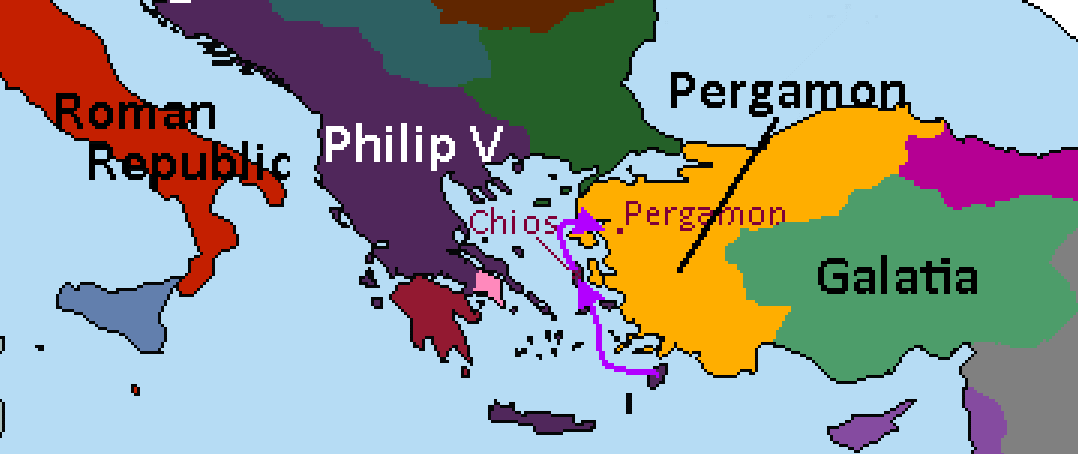 Pergamon
Roman
Republic
Philip V
Chios
Pergamon
Galatia